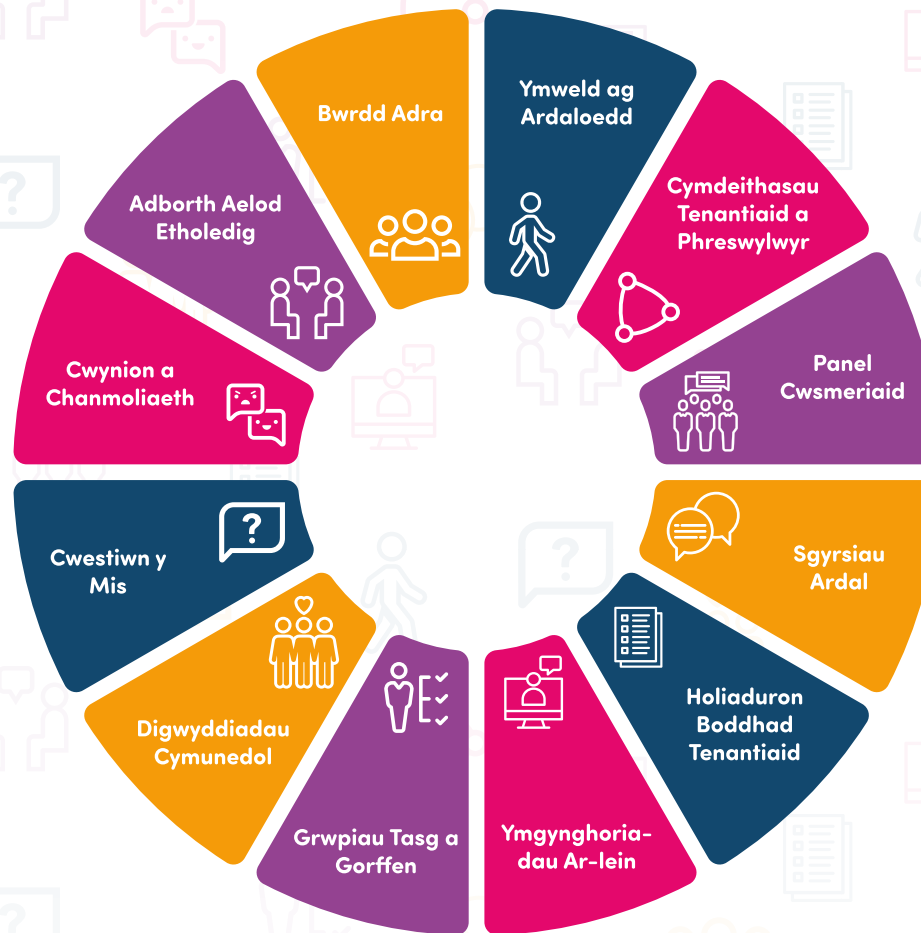 Ymweld ag
Ardaloedd
Cymdeithasau
Tenantiaid a
Phreswylwyr
Panel
Cwsmeriaid
Sgyrsiau
Ardal
Holiaduron
Boddhad
Tenantiaid
Ymgynghoria-
dau Ar-lein
Grwpiau Tasg a
Gorffen
Digwyddiadau
Cymunedol
Cwestiwn y
Mis
Cwynion a
Chanmoliaeth
Adborth Aelod
Etholedig
Bwrdd Adra